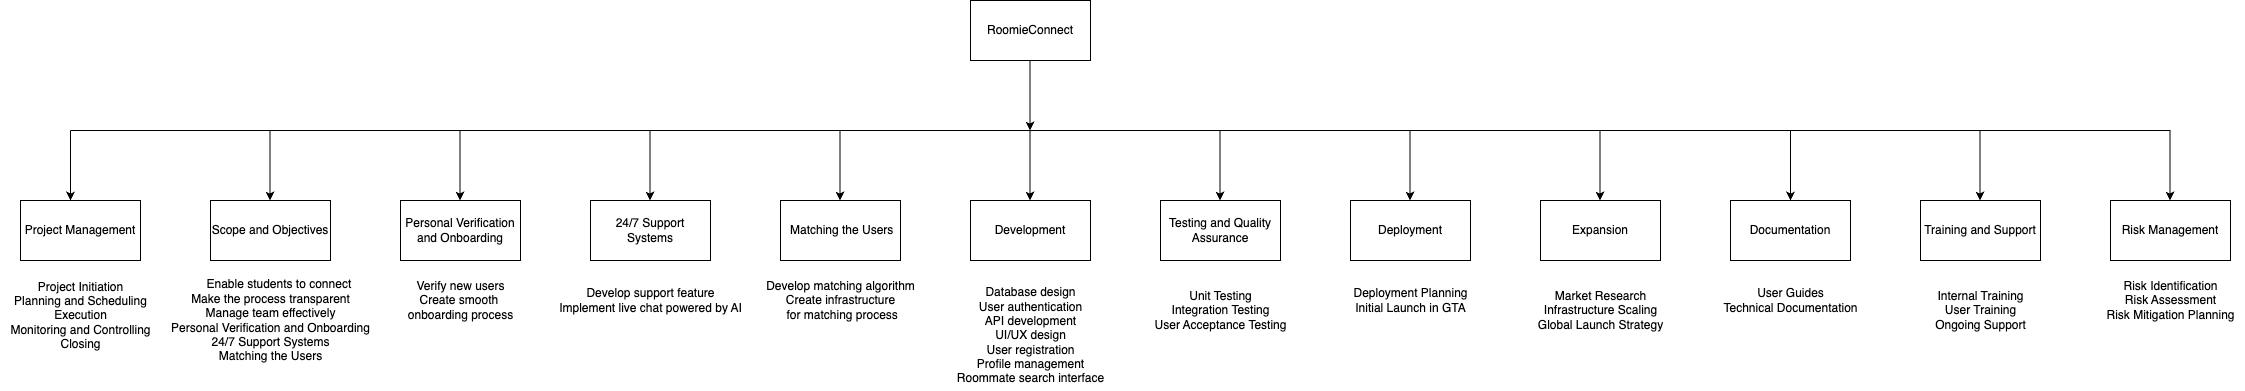 RoomieConnect
Project Management
Scope and Objectives
Personal Verification
and Onboarding
24/7 Support
Systems
Matching the Users
Development
Testing and Quality
Assurance
Deployment
Expansion
Documentation
Training and Support
Risk Management
Project Initiation
Planning and Scheduling
Execution
Monitoring and Controlling
Closing
Enable students to connect
Make the process transparent
Manage team effectively
Personal Verification and Onboarding
24/7 Support Systems
Matching the Users
Verify new users
Create smooth
onboarding process
Develop support feature
Implement live chat powered by AI
Develop matching algorithm
Create infrastructure
for matching process
Database design
User authentication
API development
UI/UX design
User registration
Profile management
Roommate search interface
Unit Testing
Integration Testing
User Acceptance Testing
Deployment Planning
Initial Launch in GTA
Market Research
Infrastructure Scaling
Global Launch Strategy
User Guides
Technical Documentation
Internal Training
User Training
Ongoing Support
Risk Identification
Risk Assessment
Risk Mitigation Planning